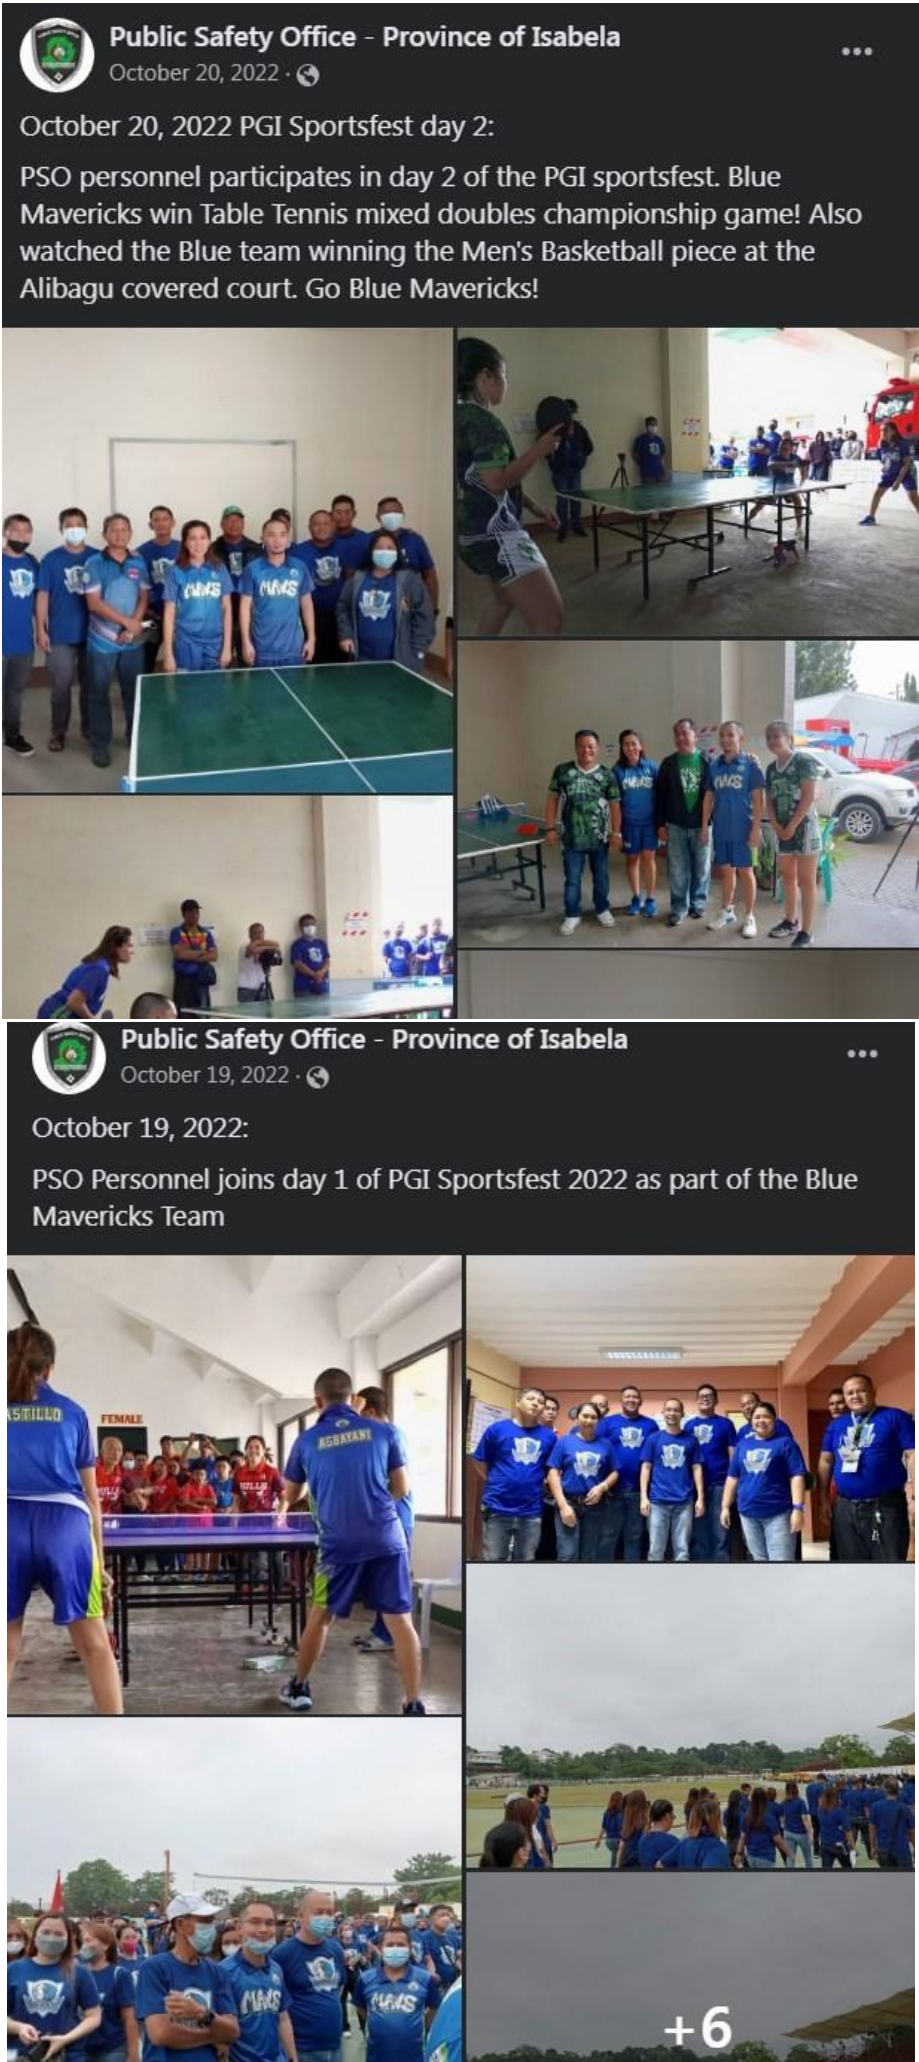 Public Safety Office - Province of Isabela
October 20, 2022 ·
October 20, 2022 PGI Sportsfest day 2:
PSO personnel participates in day 2 of the PGI sportsfest. Blue
Mavericks win Table Tennis mixed doubles championship game! Also
watched the Blue team winning the Men's Basketball piece at the
Alibagu covered court. Go Blue Mavericks!
MAVS
MAVS
MAVS
MAVS
Public Safety Office - Province of Isabela
October 19, 2022 ·
October 19, 2022:
PSO Personnel joins day 1 of PGI Sportsfest 2022 as part of the Blue
Mavericks Team
ASTILLO
FEMALE
AGBAYANI
BULLS
MAVS
MAVS
+6